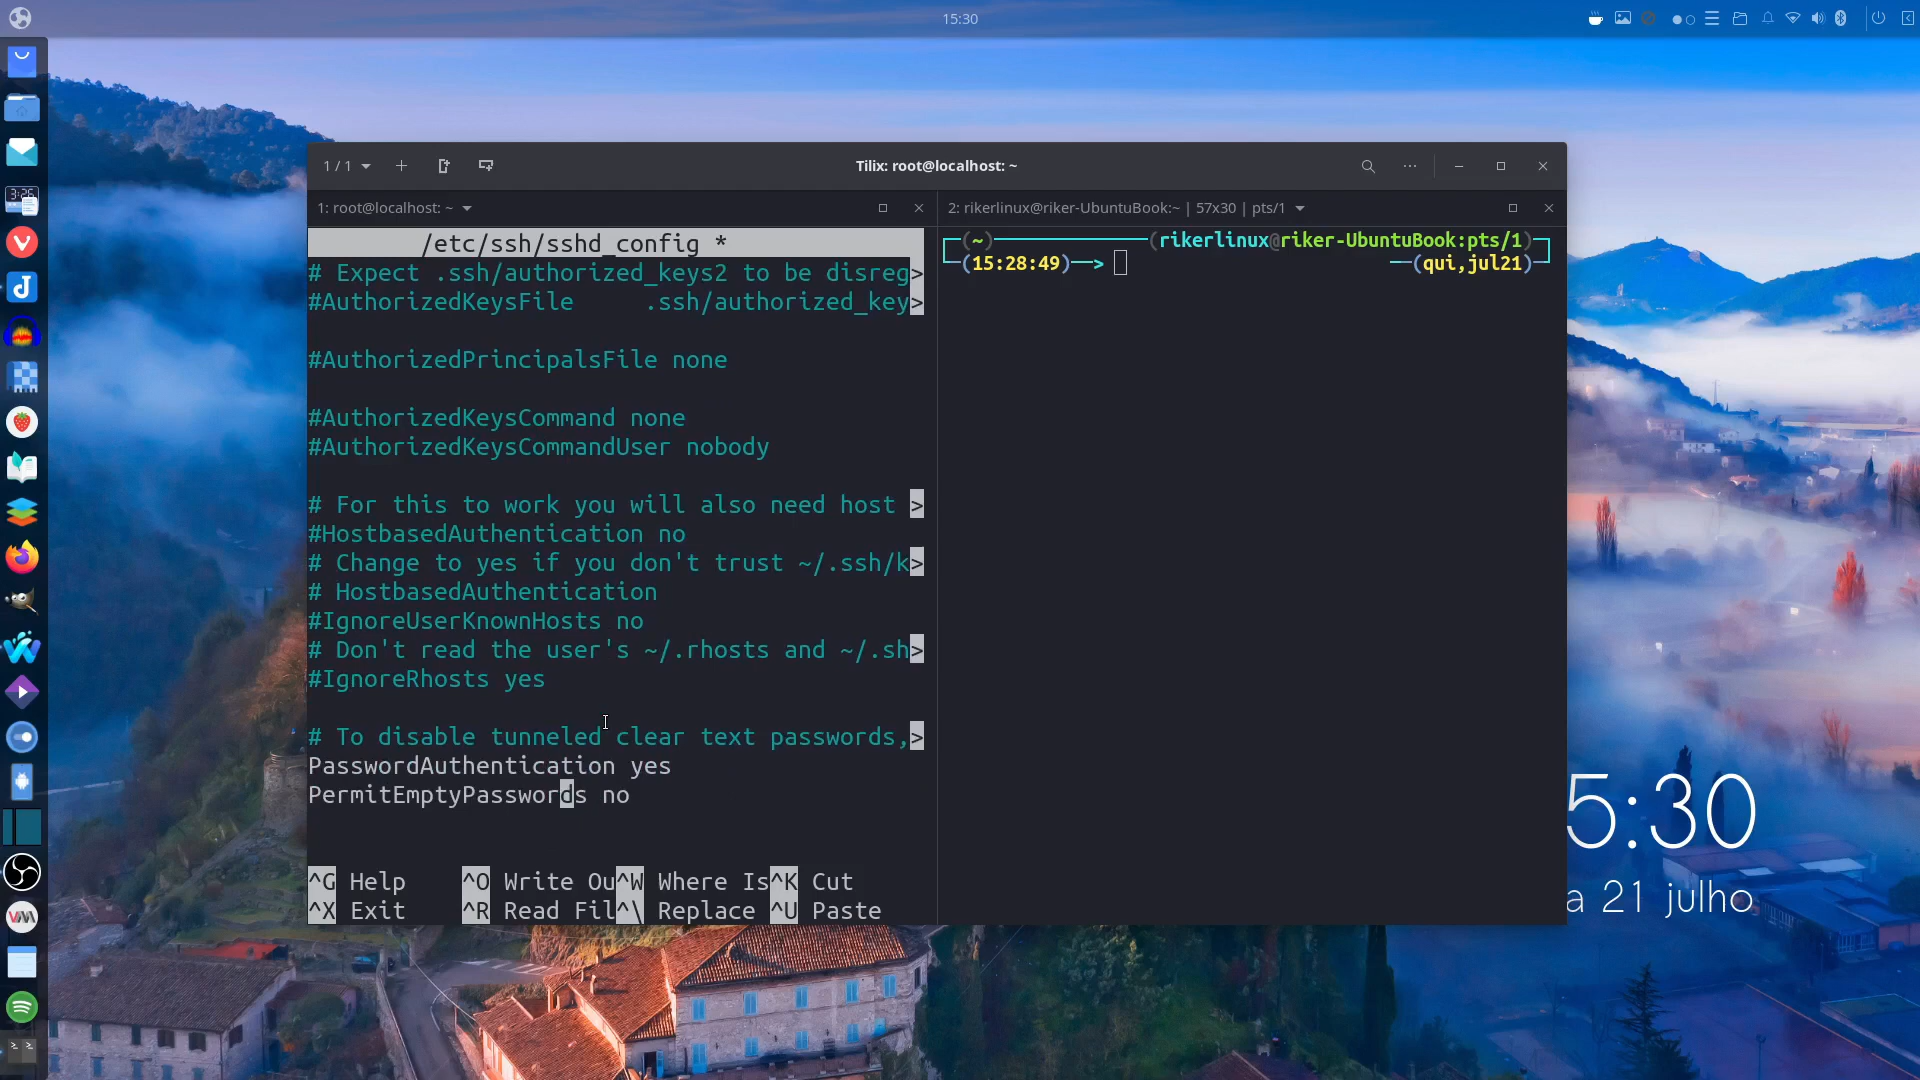 15:30
1 / 1
Tilix: root@localhost: ~
1: root@localhost: ~
/etc/ssh/sshd_config *
# Expect .ssh/authorized_keys2 to be disreg>
#AuthorizedKeysFile     .ssh/authorized_key>
#AuthorizedPrincipalsFile none
#AuthorizedKeysCommand none
#AuthorizedKeysCommandUser nobody
# For this to work you will also need host >
#HostbasedAuthentication no
# Change to yes if you don't trust ~/.ssh/k>
# HostbasedAuthentication
#IgnoreUserKnownHosts no
# Don't read the user's ~/.rhosts and ~/.sh>
#IgnoreRhosts yes
# To disable tunneled clear text passwords,>
PasswordAuthentication yes
PermitEmptyPasswords no
^G Help    ^O Write Ou^W Where Is^K Cut
^X Exit    ^R Read Fil^\ Replace ^U Paste
2: rikerlinux@riker-UbuntuBook:~ | 57x30 | pts/1
(~) (rikerlinux@riker-UbuntuBook:pts/1)
(15:28:49)─> (qui,jul21)
5:30
a 21 julho
3:26